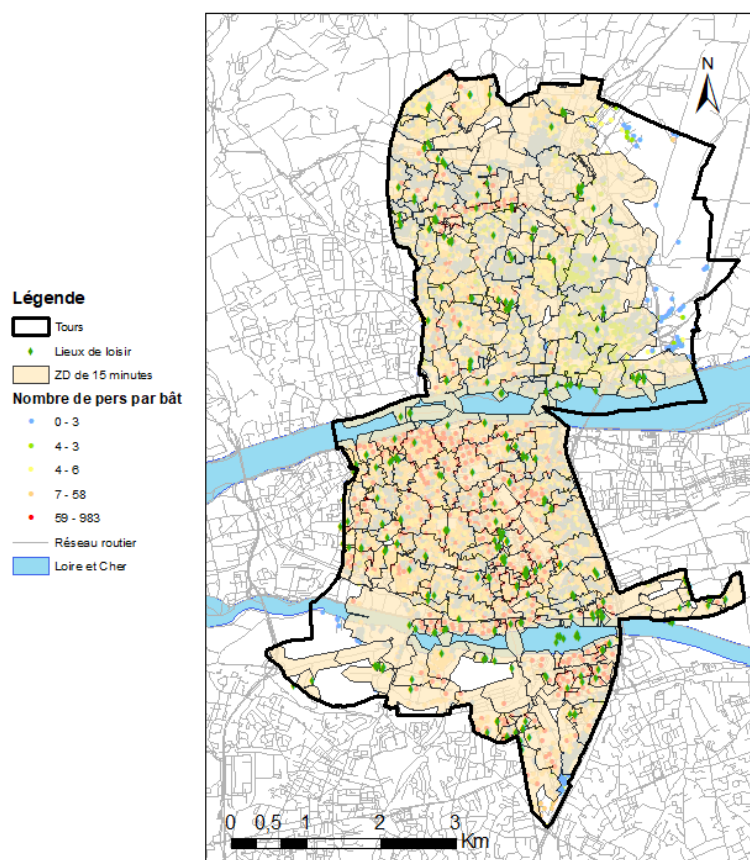 N
Légende
Tours
Lieux de loisir
ZD de 15 minutes
Nombre de pers par bât
0 - 3
4 - 3
4 - 6
7 - 58
59 - 983
Réseau routier
Loire et Cher
0 0,5 1 2 3
Km